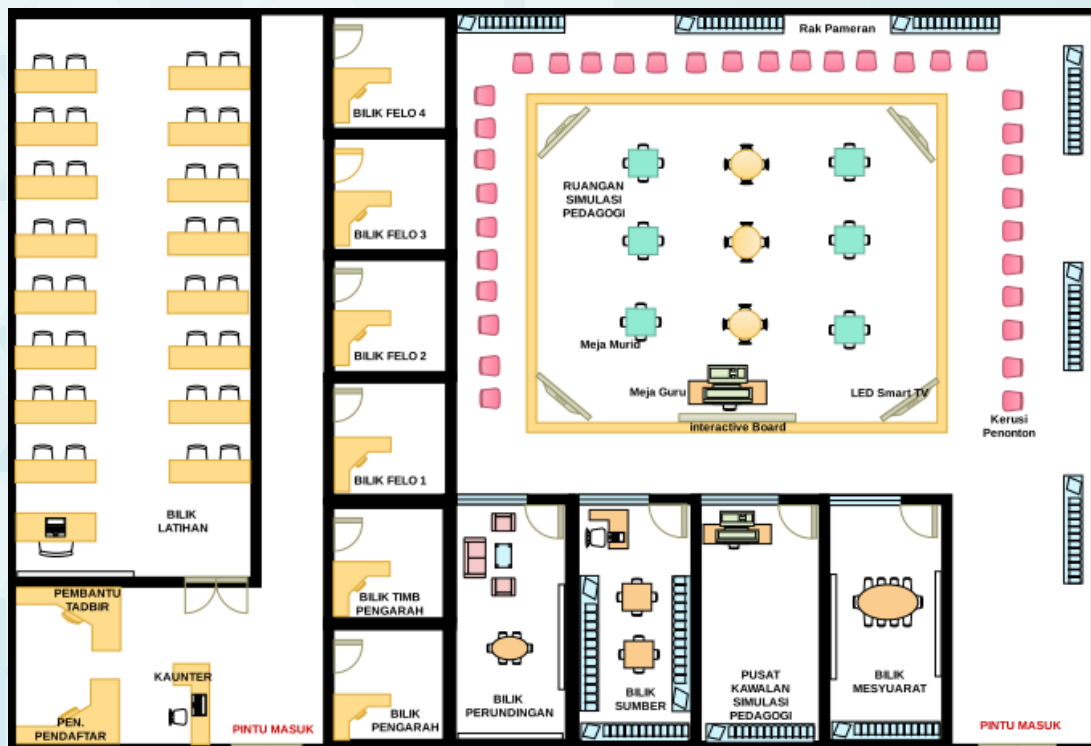 Rak Pameran
BILIK FELO 4
RUANGAN
SIMULASI
PEDAGOGI
BILIK FELO 3
Meja Murid
BILIK FELO 2
Meja Guru
LED Smart TV
interactive Board
Kerusi
Penonton
BILIK FELO 1
BILIK
LATIHAN
PEMBANTU
TADBIR
BILIK TIMB
PENGARAH
KAUNTER
PEN.
PENDAFTAR
PINTU MASUK
BILIK
PENGARAH
BILIK
PERUNDINGAN
BILIK
SUMBER
PUSAT
KAWALAN
SIMULASI
PEDAGOGI
BILIK
MESYUARAT
PINTU MASUK